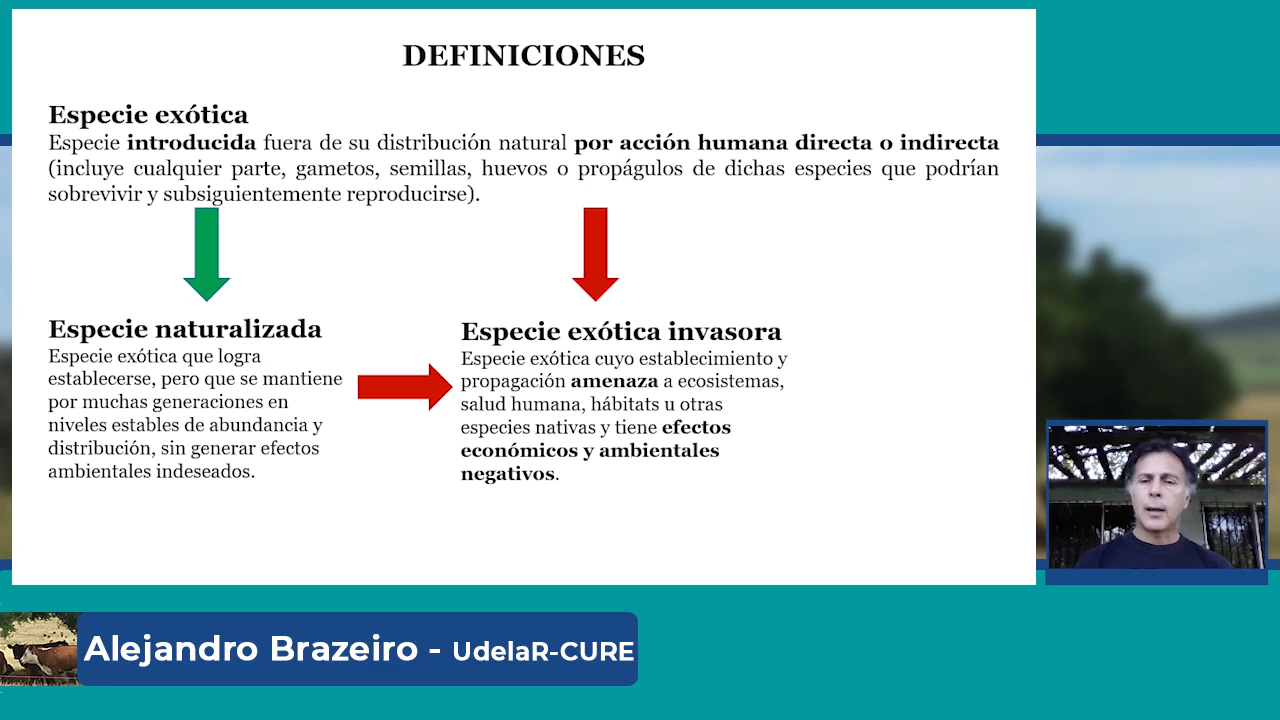 DEFINICIONES
Especie exótica
Especie introducida fuera de su distribución natural por acción humana directa o indirecta
(incluye cualquier parte, gametos, semillas, huevos o propágulos de dichas especies que podrían
sobrevivir y subsiguientemente reproducirse).
Especie naturalizada
Especie exótica que logra
establecerse, pero que se mantiene
por muchas generaciones en
niveles estables de abundancia y
distribución, sin generar efectos
ambientales indeseados.
Especie exótica invasora
Especie exótica cuyo establecimiento y
propagación amenaza a ecosistemas,
salud humana, hábitats u otras
especies nativas y tiene efectos
económicos y ambientales
negativos.
Alejandro Brazeiro - UdelaR-CURE